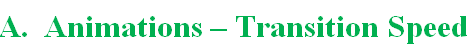 A. Animations – Transition Speed